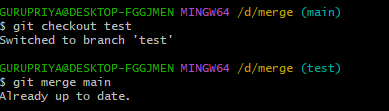 GURUPRIYA@DESKTOP-FGGJMEN MINGW64 /d/merge (main)
$ git checkout test
Switched to branch 'test'
GURUPRIYA@DESKTOP-FGGJMEN MINGW64 /d/merge (test)
$ git merge main
Already up to date.